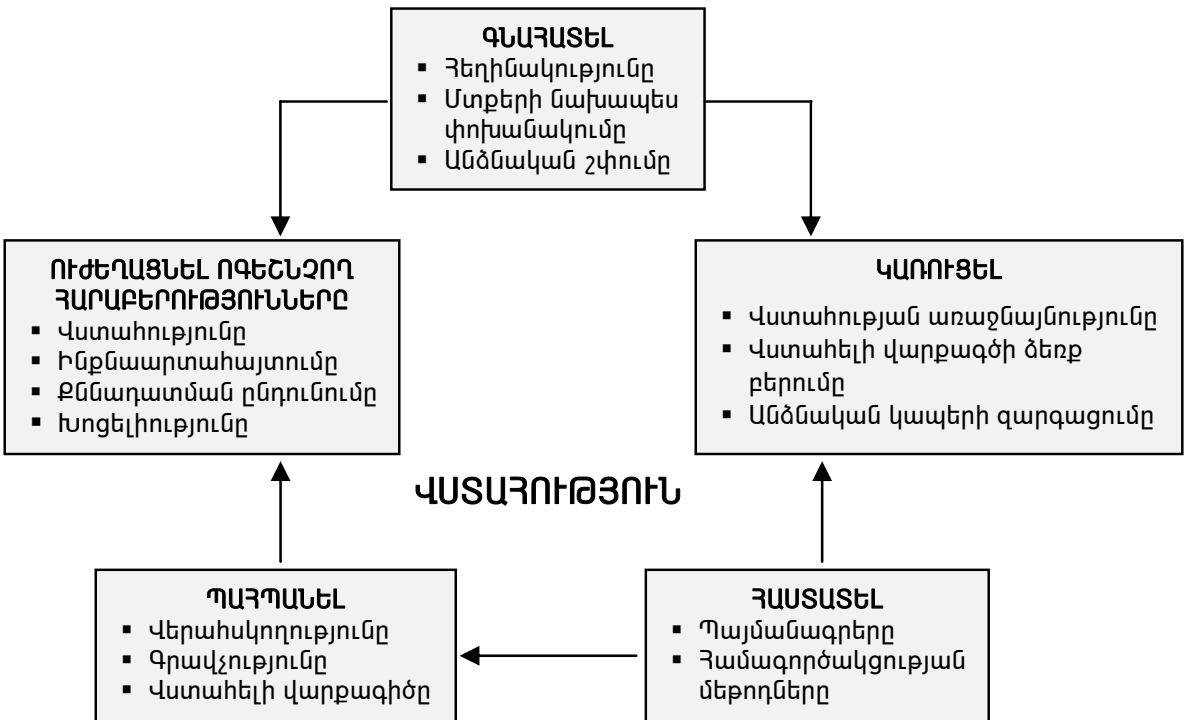 ԳՆԱՀԱՏԵԼ
▪ Հեղինակությունը
▪ Մտքերի նախապես
փոխանակումը
▪ Անձնական շփումը
ՈՒԺԵՂԱՑՆԵԼ ՈԳԵՇՆՉՈՂ
ՀԱՐԱԲԵՐՈՒԹՅՈՒՆՆԵՐԸ
▪ Վստահությունը
▪ Ինքնաարտահայտումը
▪ Քննադատման ընդունումը
▪ Խոցելիությունը
ԿԱՌՈՒՑԵԼ
▪ Վստահության առաջնայնությունը
▪ Վստահելի վարքագծի ձեռք
բերումը
▪ Անձնական կապերի զարգացումը
ՎՍՏԱՀՈՒԹՅՈՒՆ
ՊԱՀՊԱՆԵԼ
▪ Վերահսկողությունը
▪ Գրավչությունը
▪ Վստահելի վարքագիծը
ՀԱՍՏԱՏԵԼ
▪ Պայմանագրերը
▪ Համագործակցության
մեթոդները